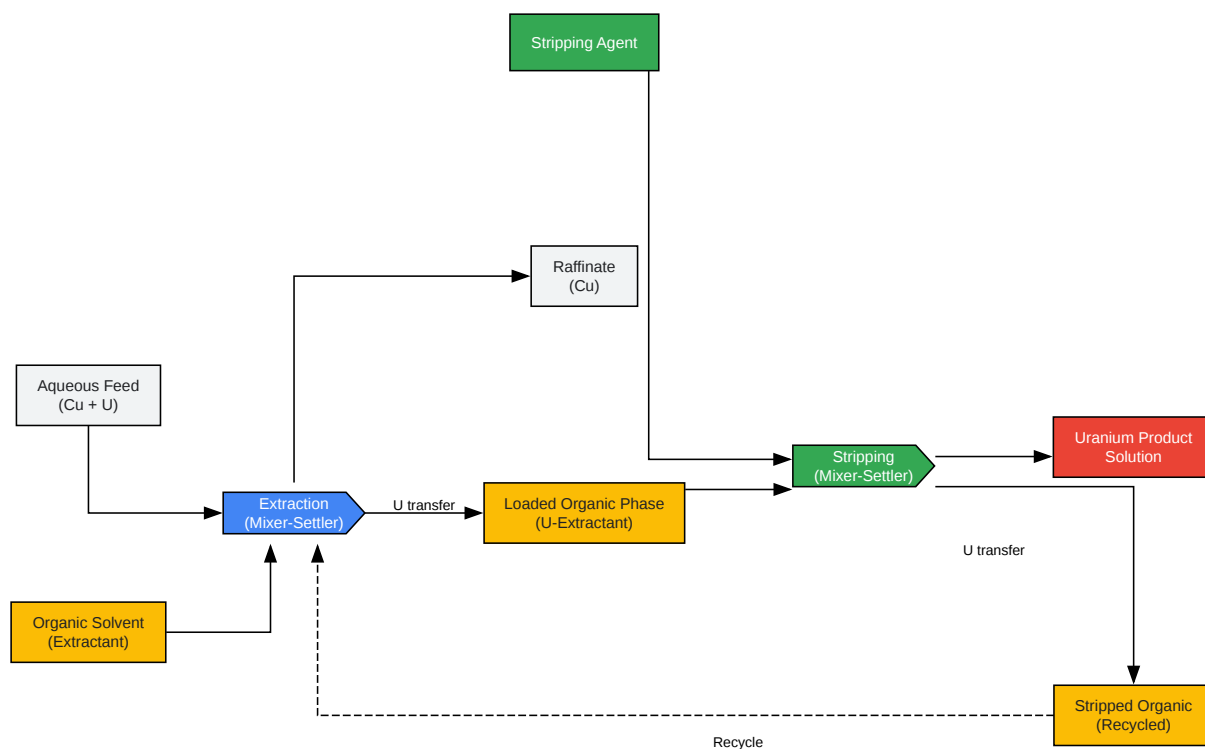 Stripping Agent
Raffinate
(Cu)
Aqueous Feed
(Cu + U)
Uranium Product
Solution
Stripping
(Mixer-Settler)
Extraction
(Mixer-Settler)
U transfer
Loaded Organic Phase
(U-Extractant)
U transfer
Organic Solvent
(Extractant)
Stripped Organic
(Recycled)
Recycle